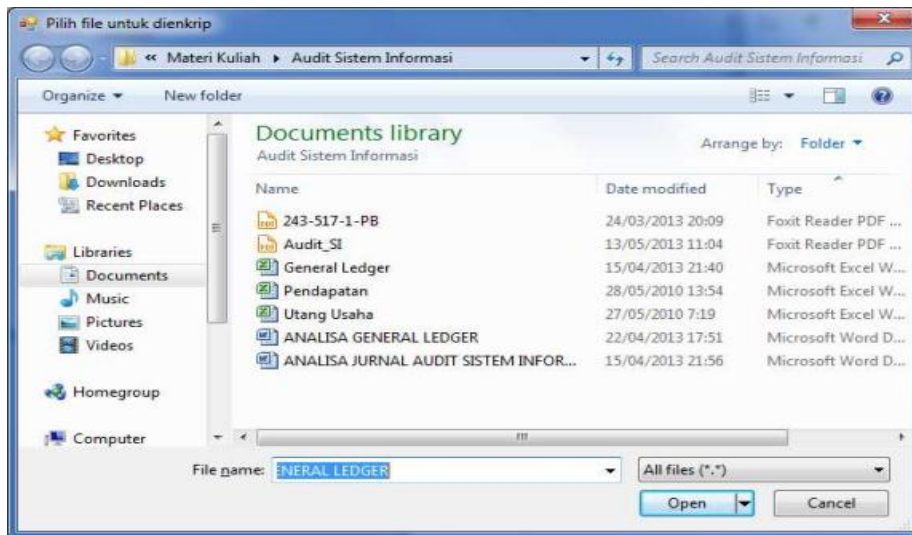 Pilih file untuk dienkrip
« Materi Kuliah ▸ Audit Sistem Informasi
Search Audit Sistem Informasi
Organize
New folder
Favorites
Desktop
Downloads
Recent Places
Libraries
Documents
Music
Pictures
Videos
Homegroup
Computer
Documents library
Audit Sistem Informasi
Arrange by: Folder
Name Date modified Type
243-517-1-PB 24/03/2013 20:09 Foxit Reader PDF ...
Audit_SI 13/05/2013 11:04 Foxit Reader PDF ...
General Ledger 15/04/2013 21:40 Microsoft Excel W...
Pendapatan 28/05/2010 13:54 Microsoft Excel W...
Utang Usaha 27/05/2010 7:19 Microsoft Excel W...
ANALISA GENERAL LEDGER 22/04/2013 17:51 Microsoft Word D...
ANALISA JURNAL AUDIT SISTEM INFOR... 15/04/2013 21:56 Microsoft Word D...
File name: ENERAL LEDGER
All files (*.*)
Open
Cancel